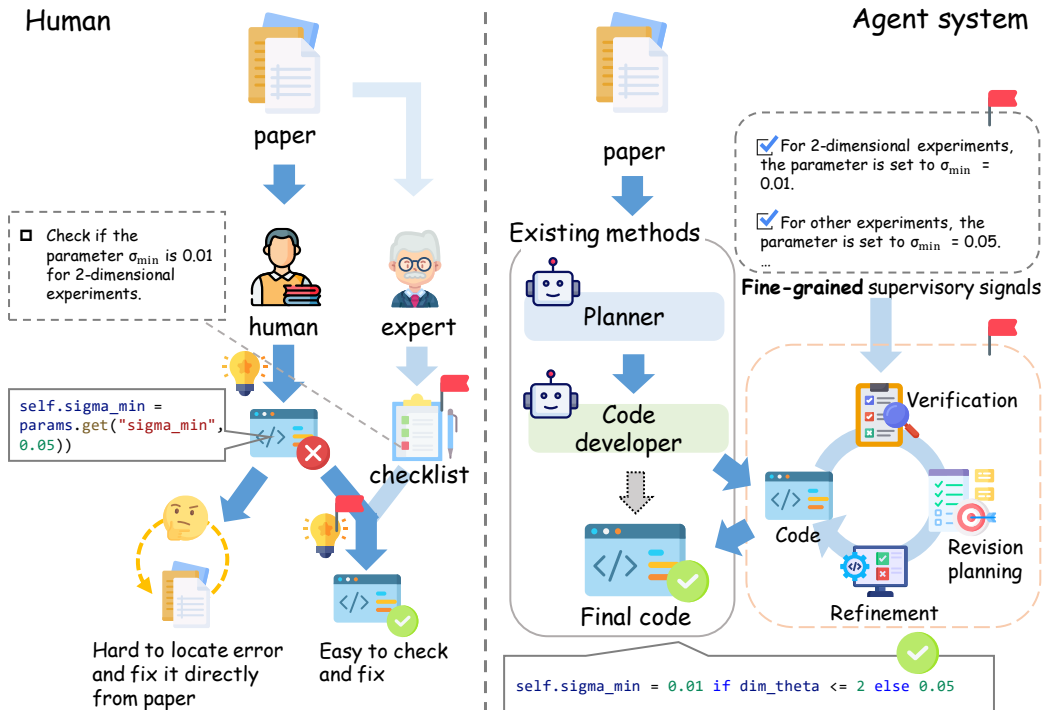 Human
paper
Check if the
parameter σmin is 0.01
for 2-dimensional
experiments.
human
expert
self.sigma_min =
params.get("sigma_min",
0.05))
</>
checklist
</>
Hard to locate error
and fix it directly
from paper
Easy to check
and fix
Agent system
paper
For 2-dimensional experiments,
the parameter is set to σmin =
0.01.
For other experiments, the
parameter is set to σmin = 0.05.
...
Fine-grained supervisory signals
Existing methods
Planner
Code
developer
</>
Final code
Verification
</>
Code
Revision
planning
</>
Refinement
self.sigma_min = 0.01 if dim_theta <= 2 else 0.05